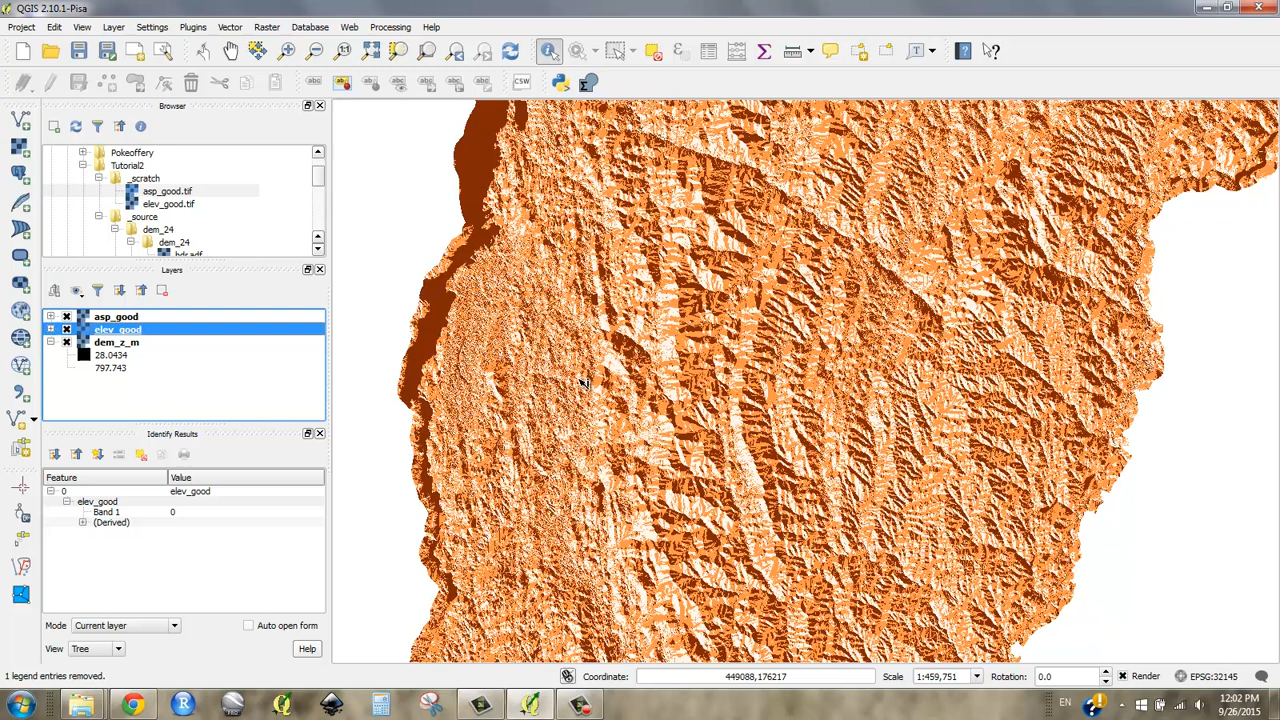 QGIS 2.10.1-Pisa
Project Edit View Layer Settings Plugins Vector Raster Database Web Processing Help
CSW
Browser
Pokeoffery
Tutorial2
_scratch
asp_good.tif
elev_good.tif
_source
dem_24
dem_24
hdr.adf
Layers
asp_good
elev_good
dem_z_m
28.0434
797.743
Identify Results
Feature Value
0 elev_good
elev_good
Band 1 0
(Derived)
Mode Current layer Auto open form
View Tree Help
1 legend entries removed. Coordinate: 449088,176217 Scale 1:459,751 Rotation: 0.0 Render EPSG:32145
EN 12:02 PM
9/26/2015